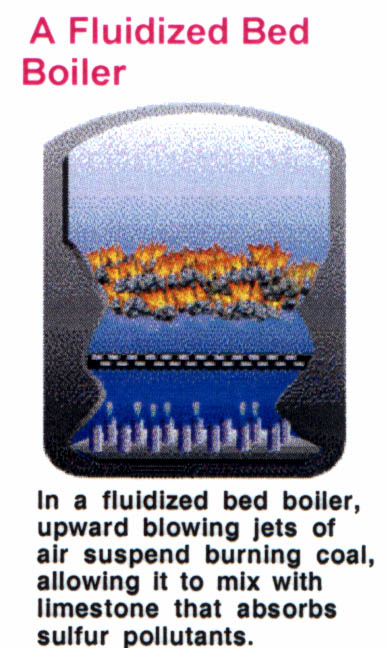 A Fluidized Bed
Boiler
In a fluidized bed boiler,
upward blowing jets of
air suspend burning coal,
allowing it to mix with
limestone that absorbs
sulfur pollutants.